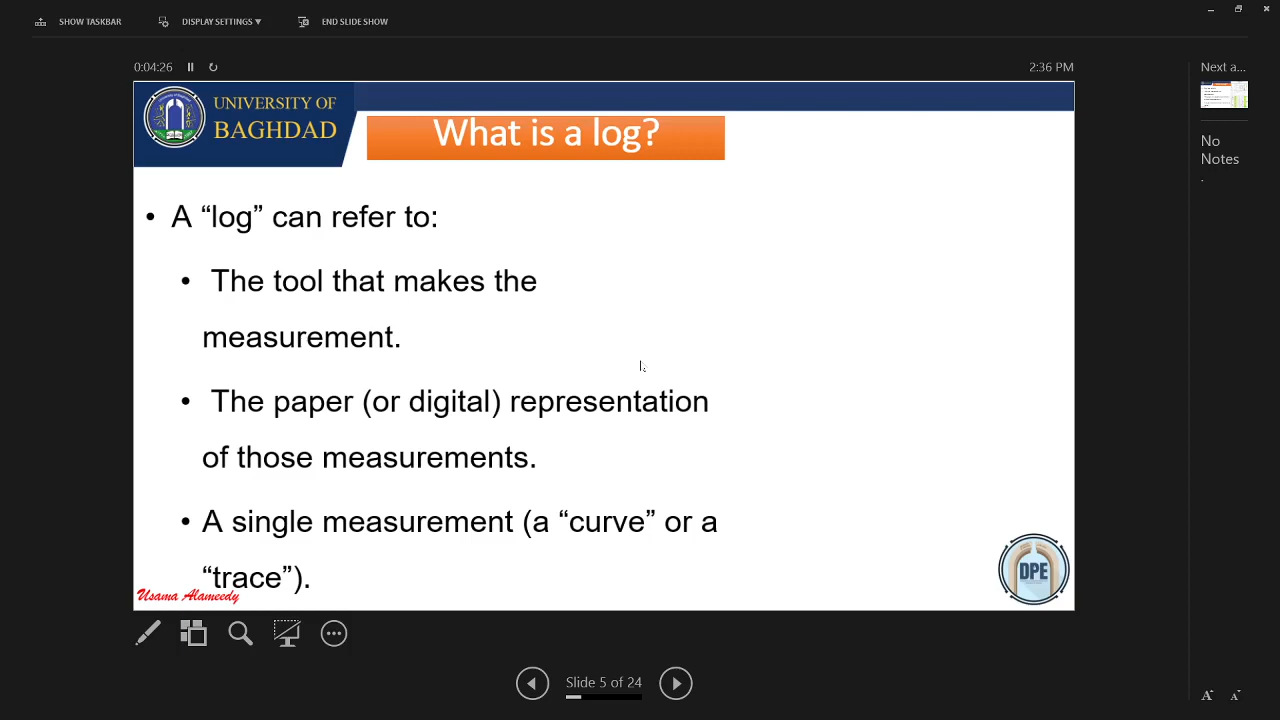 SHOW TASKBAR DISPLAY SETTINGS ▼ END SLIDE SHOW
0:04:26 2:36 PM Next a...
UNIVERSITY OF
BAGHDAD
What is a log?
No
Notes
.
• A “log” can refer to:
• The tool that makes the
measurement.
• The paper (or digital) representation
of those measurements.
• A single measurement (a “curve” or a
“trace”).
Usama Alameedy
DPE
Slide 5 of 24
A A